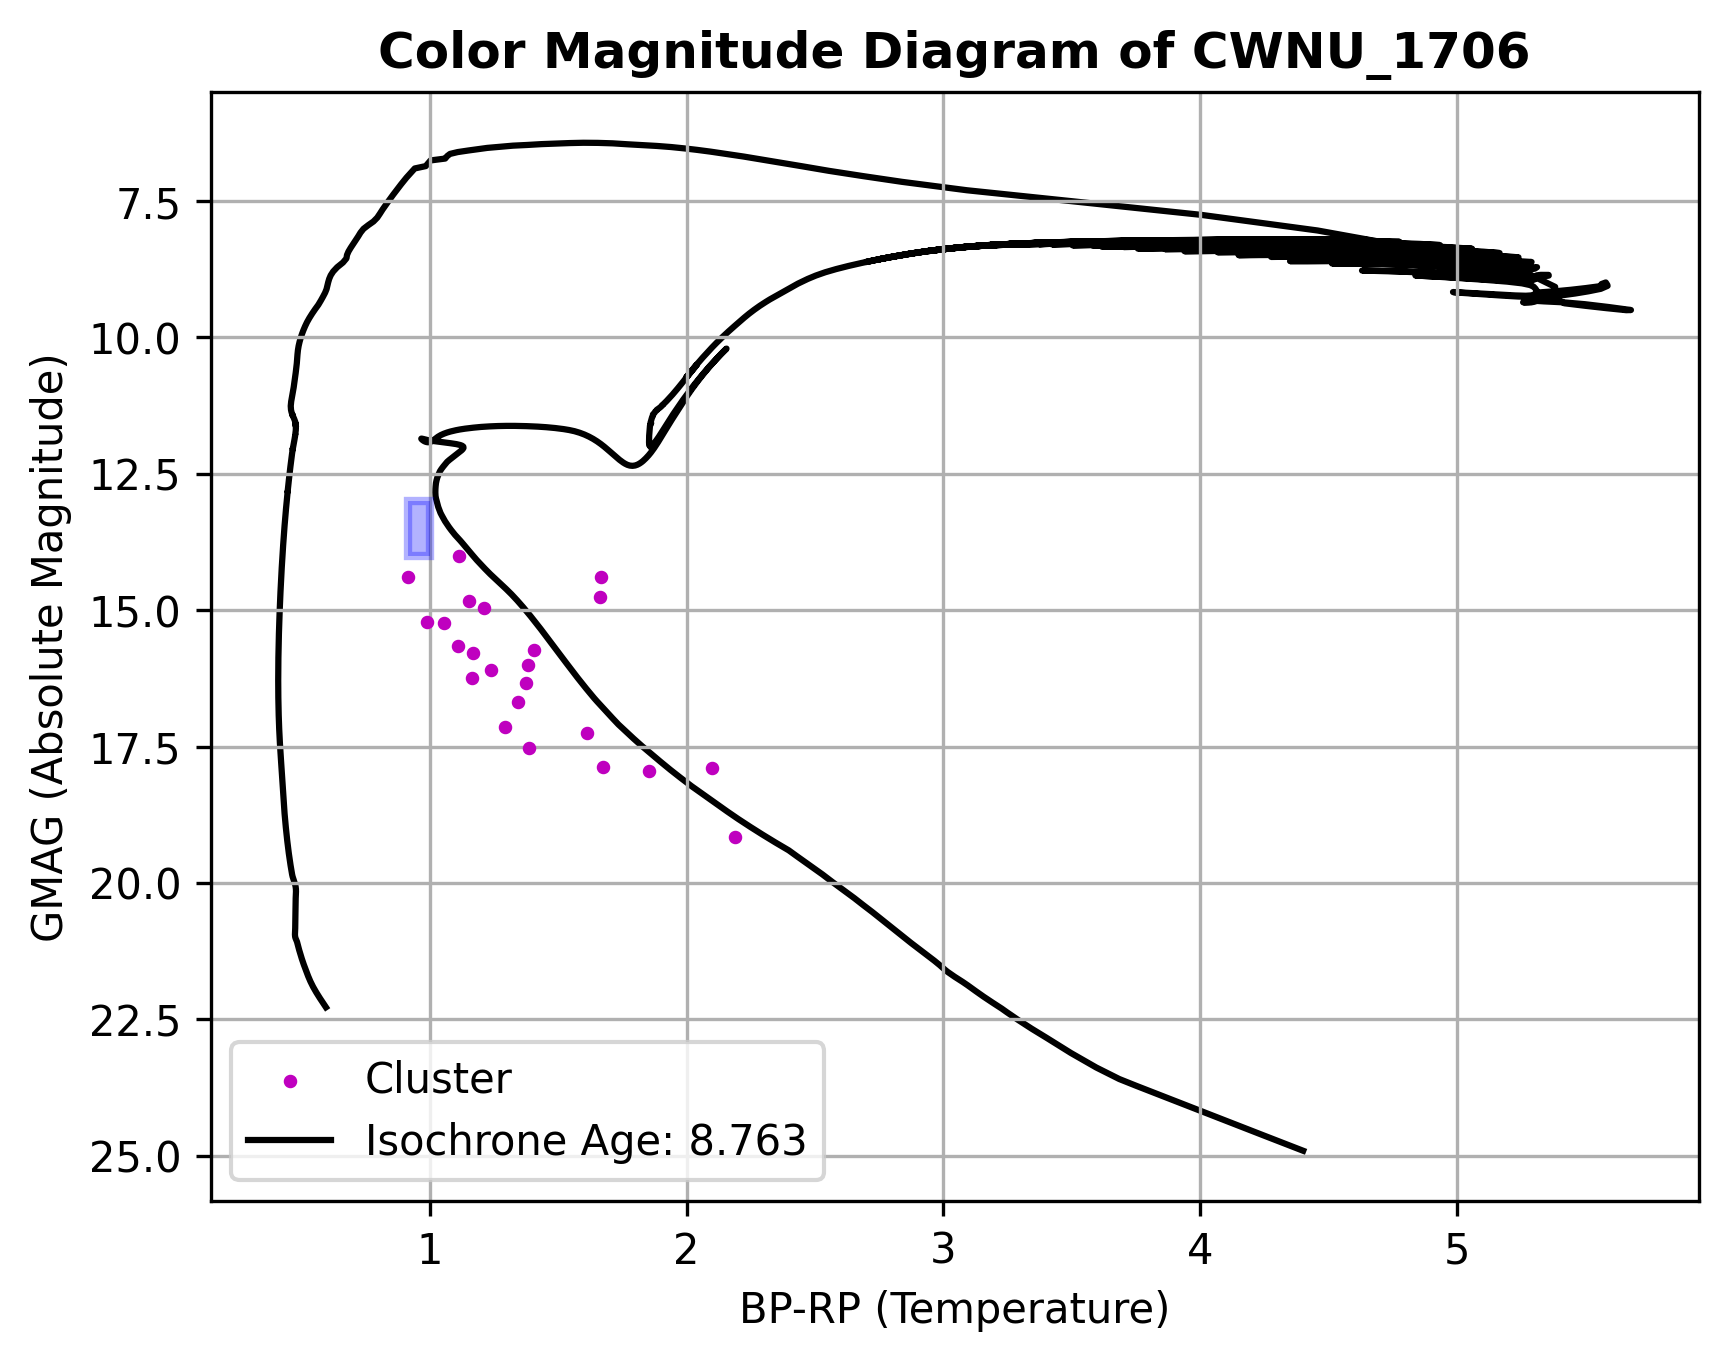 Color Magnitude Diagram of CWNU_1706
GMAG (Absolute Magnitude)
7.5
10.0
12.5
15.0
17.5
20.0
22.5
25.0
Cluster
Isochrone Age: 8.763
1 2 3 4 5
BP-RP (Temperature)